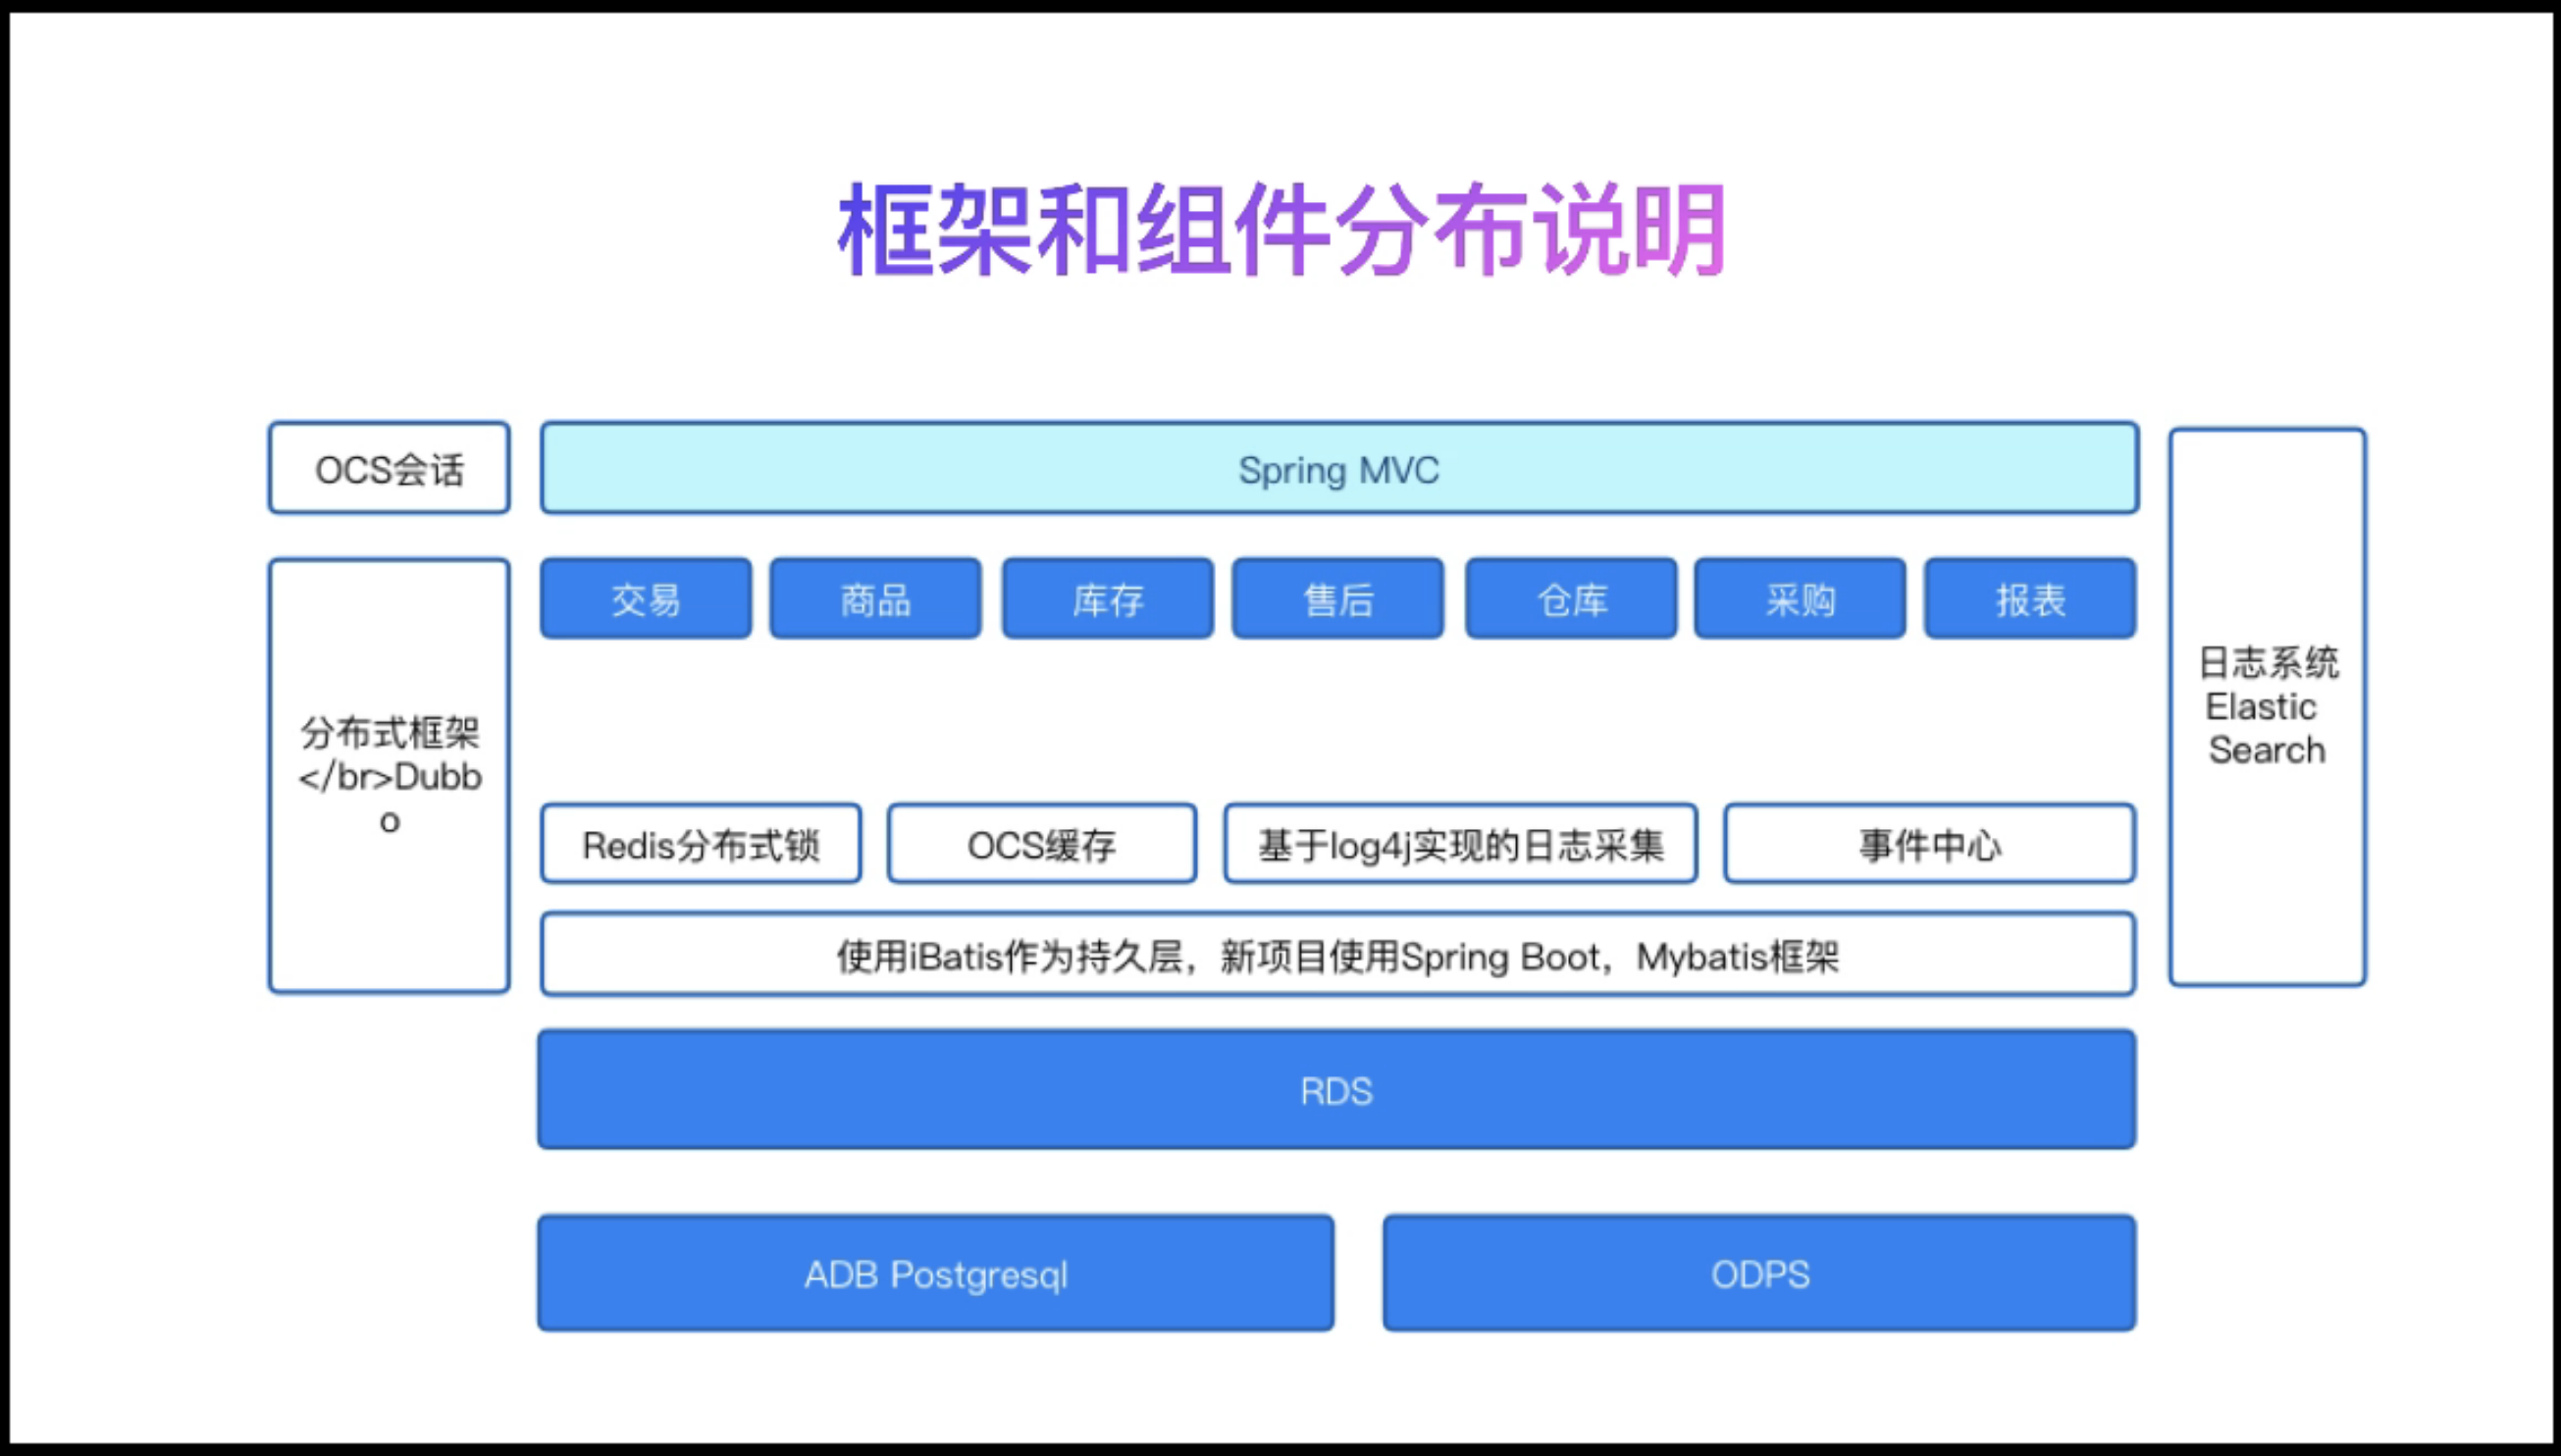 框架和组件分布说明
OCS会话
Spring MVC
交易
商品
库存
售后
仓库
采购
报表
分布式框架
</br>Dubb
o
日志系统
Elastic
Search
Redis分布式锁
OCS缓存
基于log4j实现的日志采集
事件中心
使用iBatis作为持久层，新项目使用Spring Boot，Mybatis框架
RDS
ADB Postgresql
ODPS